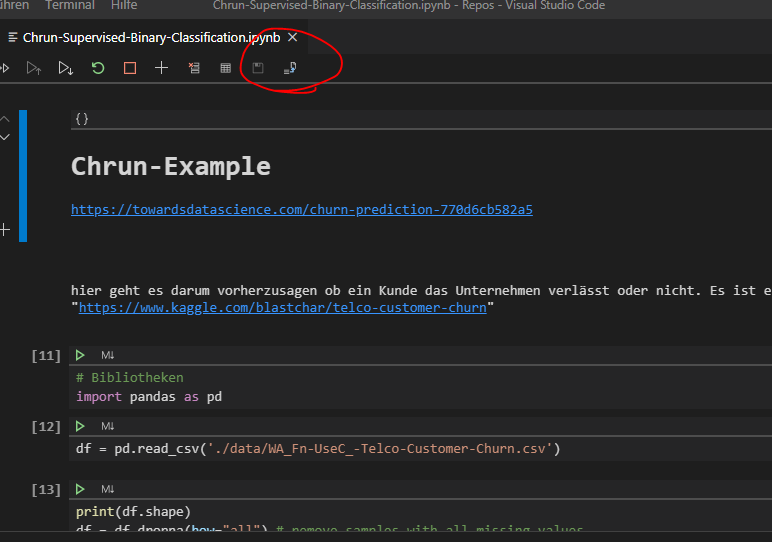 ühren Terminal Hilfe Chrun-Supervised-Binary-Classification.ipynb - Repos - Visual Studio Code
Chrun-Supervised-Binary-Classification.ipynb
{}
Chrun-Example
https://towardsdatascience.com/churn-prediction-770d6cb582a5
hier geht es darum vorherzusagen ob ein Kunde das Unternehmen verlässt oder nicht. Es ist e
"https://www.kaggle.com/blastchar/telco-customer-churn"
[11] M↓
# Bibliotheken
import pandas as pd
[12] M↓
df = pd.read_csv('./data/WA_Fn-UseC_-Telco-Customer-Churn.csv')
[13] M↓
print(df.shape)
df = df.dropna(how="all") # remove samples with all missing values